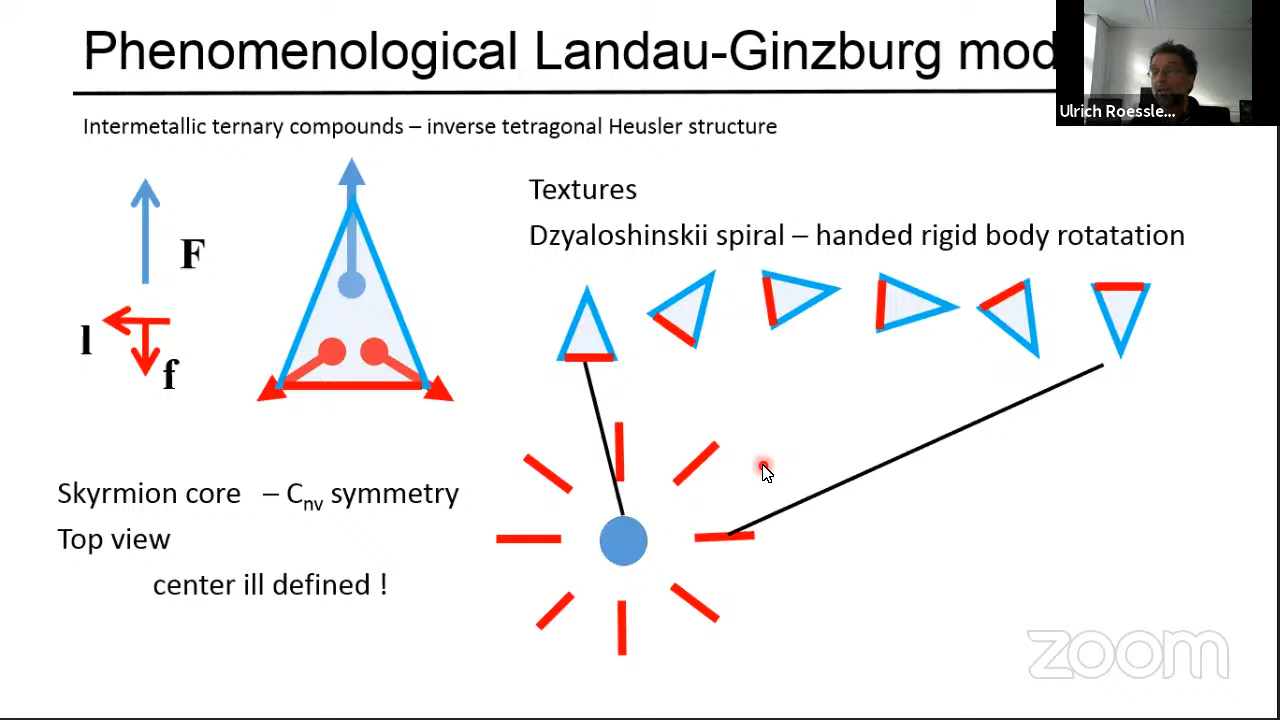 Phenomenological Landau-Ginzburg mod
Ulrich Roessle...
Intermetallic ternary compounds – inverse tetragonal Heusler structure
Textures
Dzyaloshinskii spiral – handed rigid body rotatation
F
l
f
Skyrmion core – Cnv symmetry
Top view
center ill defined !
zoom